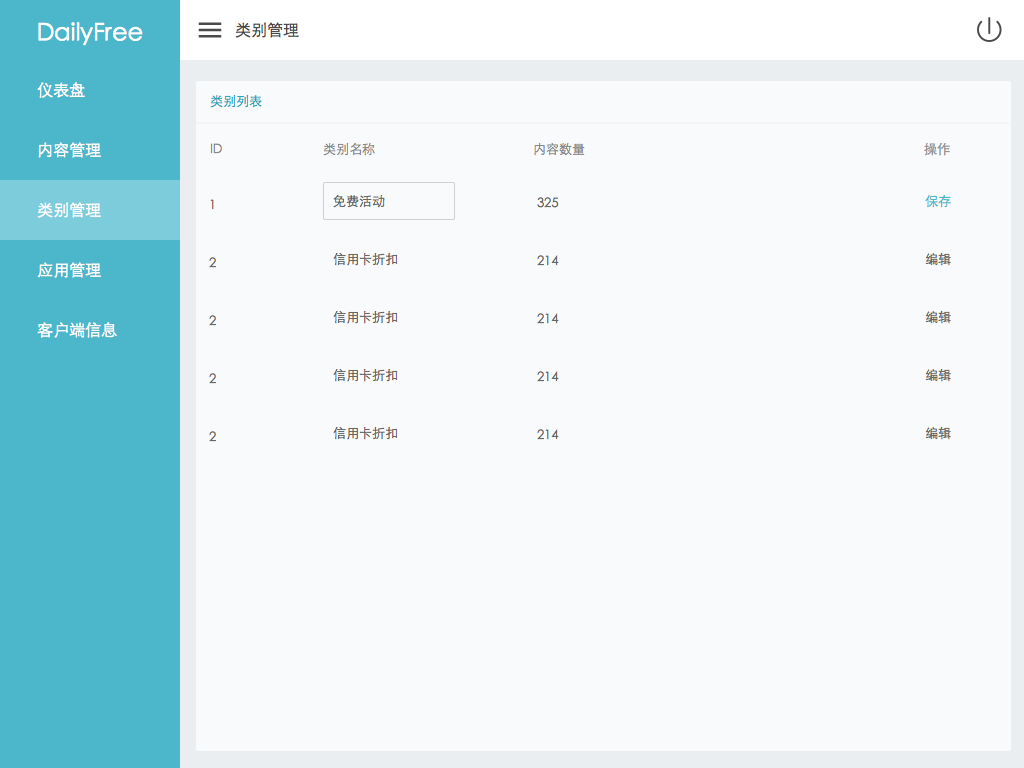 DailyFree
类别管理
仪表盘
内容管理
类别管理
应用管理
客户端信息
类别列表
ID 类别名称 内容数量 操作
1 免费活动 325 保存
2 信用卡折扣 214 编辑
2 信用卡折扣 214 编辑
2 信用卡折扣 214 编辑
2 信用卡折扣 214 编辑